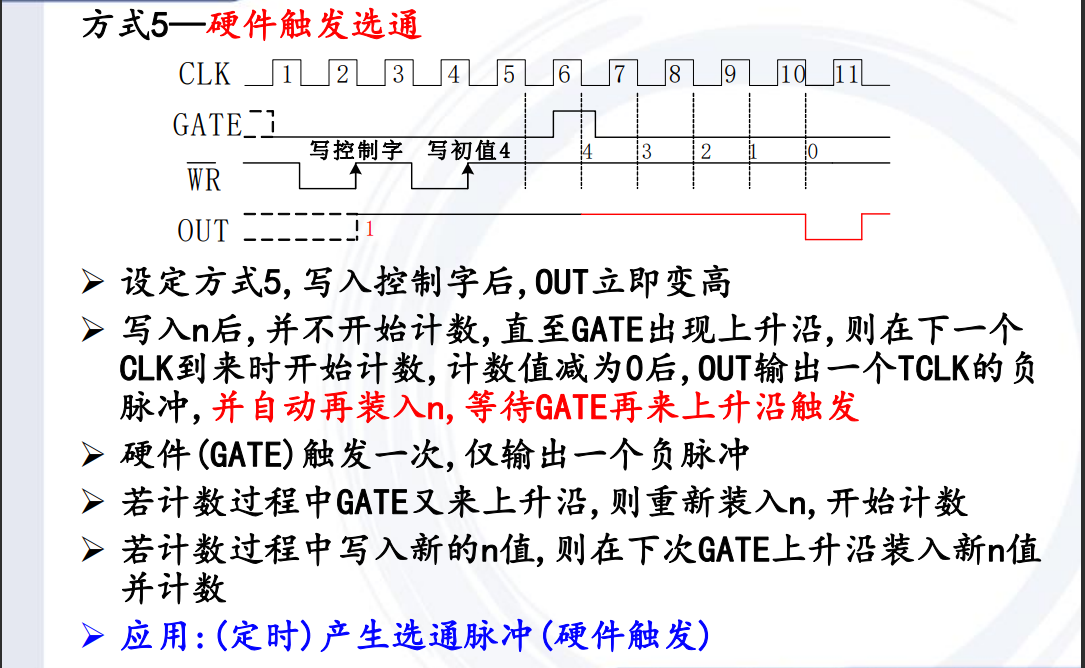 方式5—硬件触发选通
CLK 1 2 3 4 5 6 7 8 9 10 11
GATE
写控制字 写初值4 4 3 2 1 0
WR
OUT 1
➢ 设定方式5,写入控制字后,OUT立即变高
➢ 写入n后,并不开始计数,直至GATE出现上升沿,则在下一个
CLK到来时开始计数,计数值减为0后,OUT输出一个TCLK的负
脉冲,并自动再装入n,等待GATE再来上升沿触发
➢ 硬件(GATE)触发一次,仅输出一个负脉冲
➢ 若计数过程中GATE又来上升沿,则重新装入n,开始计数
➢ 若计数过程中写入新的n值,则在下次GATE上升沿装入新n值
并计数
➢ 应用:(定时)产生选通脉冲(硬件触发)